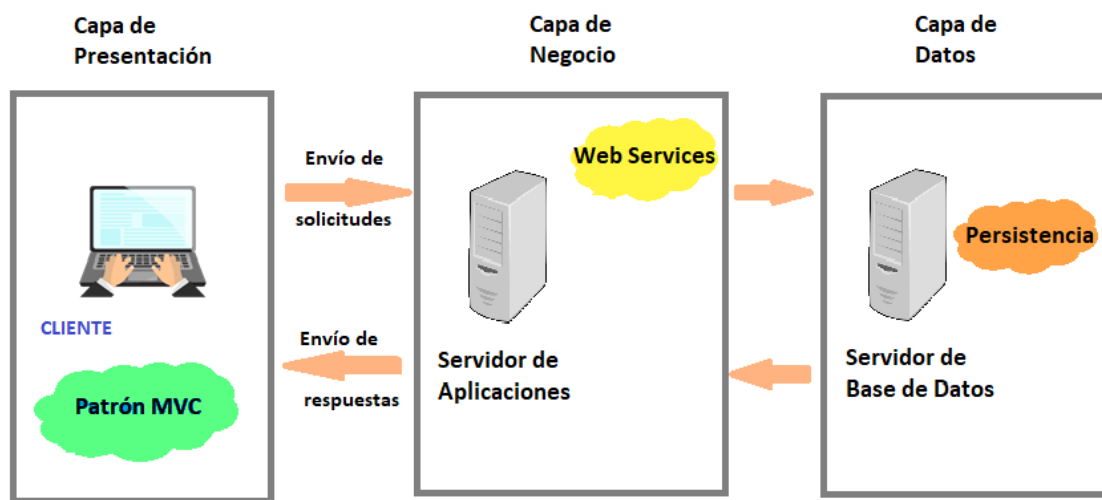 Capa de
Presentación
Capa de
Negocio
Capa de
Datos
CLIENTE
Patrón MVC
Envío de
solicitudes
Envío de
respuestas
Web Services
Servidor de
Aplicaciones
Persistencia
Servidor de
Base de Datos